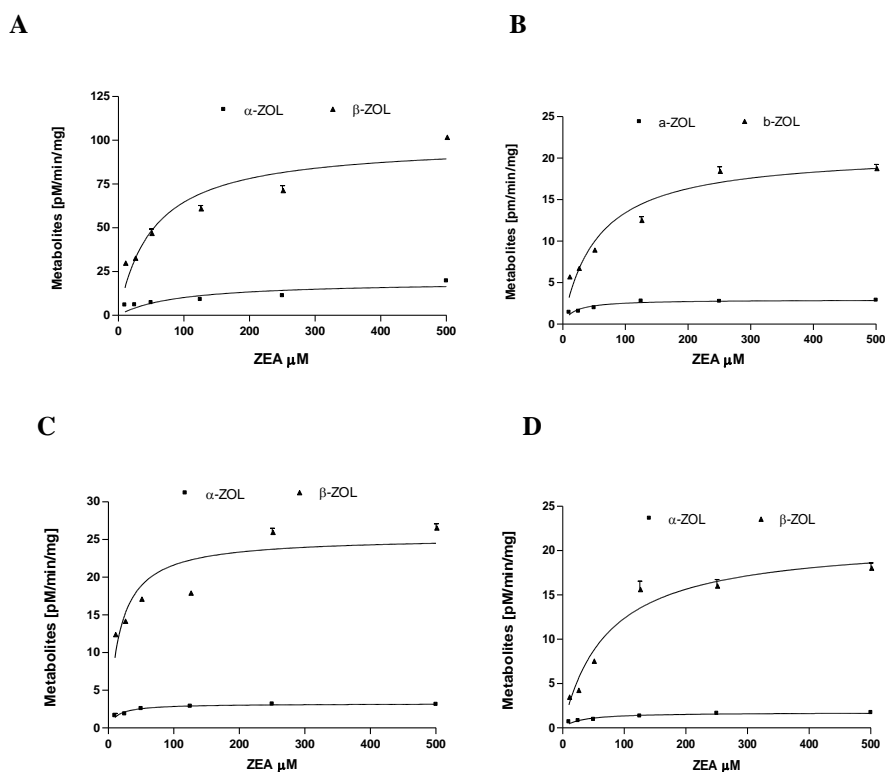 A
α-ZOL β-ZOL
Metabolites [pM/min/mg]
125
100
75
50
25
0
0 100 200 300 400 500
ZEA µM
B
a-ZOL b-ZOL
Metabolites [pm/min/mg]
25
20
15
10
5
0
0 100 200 300 400 500
ZEA µM
C
α-ZOL β-ZOL
Metabolites [pM/min/mg]
30
25
20
15
10
5
0
0 100 200 300 400 500
ZEA µM
D
α-ZOL β-ZOL
Metabolites [pM/min/mg]
25
20
15
10
5
0
0 100 200 300 400 500
ZEA µM